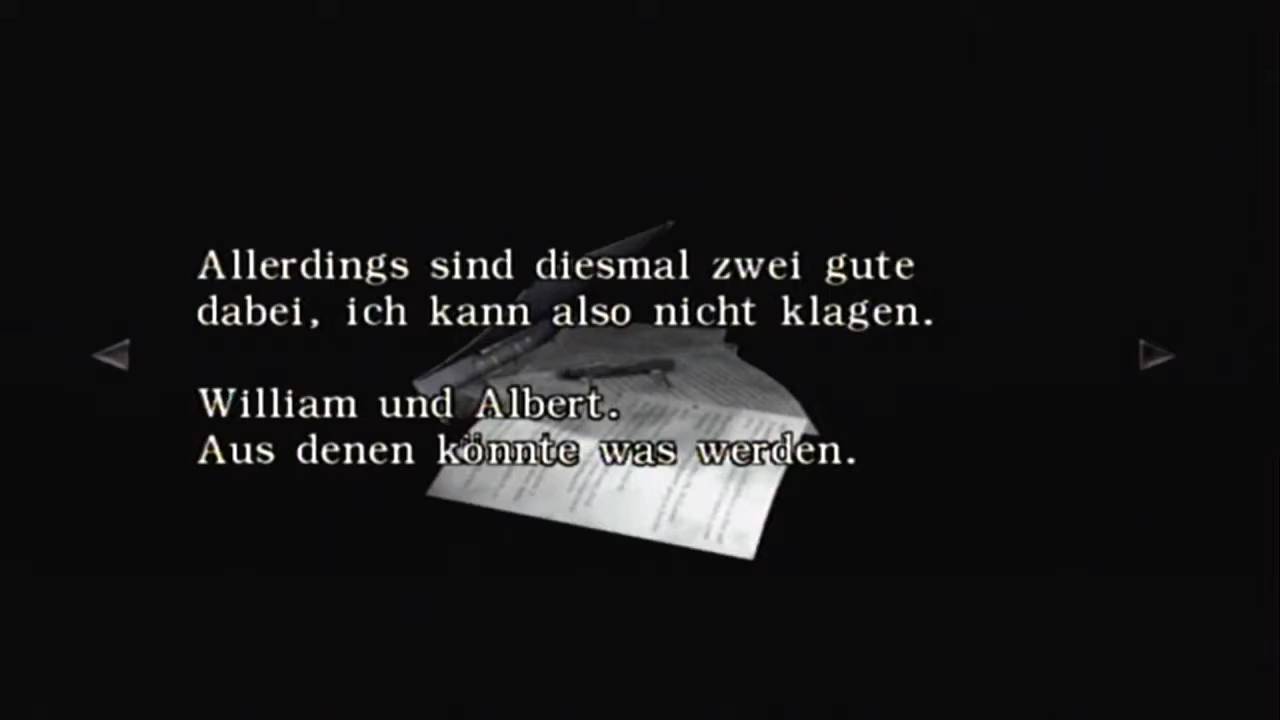 Allerdings sind diesmal zwei gute
dabei, ich kann also nicht klagen.
William und Albert.
Aus denen könnte was werden.